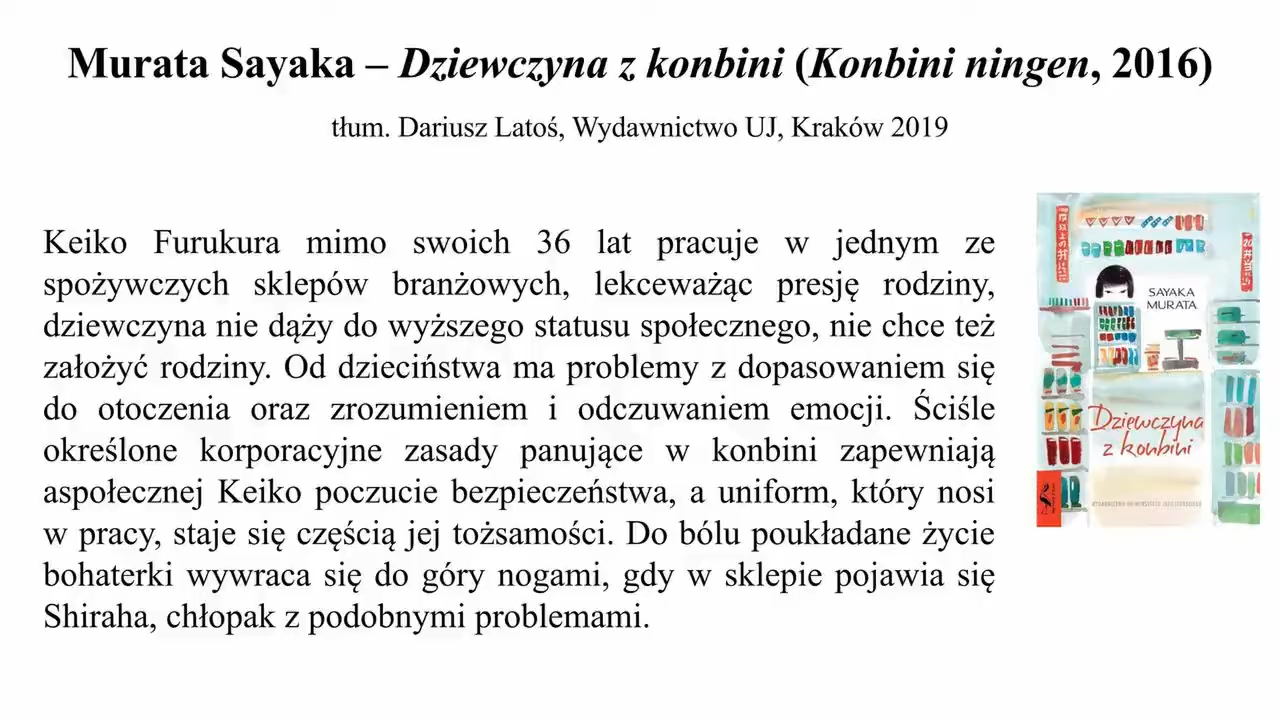 Murata Sayaka – Dziewczyna z konbini (Konbini ningen, 2016)
tłum. Dariusz Latoś, Wydawnictwo UJ, Kraków 2019
Keiko Furukura mimo swoich 36 lat pracuje w jednym ze
spożywczych sklepów branżowych, lekceważąc presję rodziny,
dziewczyna nie dąży do wyższego statusu społecznego, nie chce też
założyć rodziny. Od dzieciństwa ma problemy z dopasowaniem się
do otoczenia oraz zrozumieniem i odczuwaniem emocji. Ściśle
określone korporacyjne zasady panujące w konbini zapewniają
aspołecznej Keiko poczucie bezpieczeństwa, a uniform, który nosi
w pracy, staje się częścią jej tożsamości. Do bólu poukładane życie
bohaterki wywraca się do góry nogami, gdy w sklepie pojawia się
Shiraha, chłopak z podobnymi problemami.
SAYAKA
MURATA
Dziewczyna
z konbini
WYDAWNICTWO UNIWERSYTETU JAGIELLOŃSKIEGO